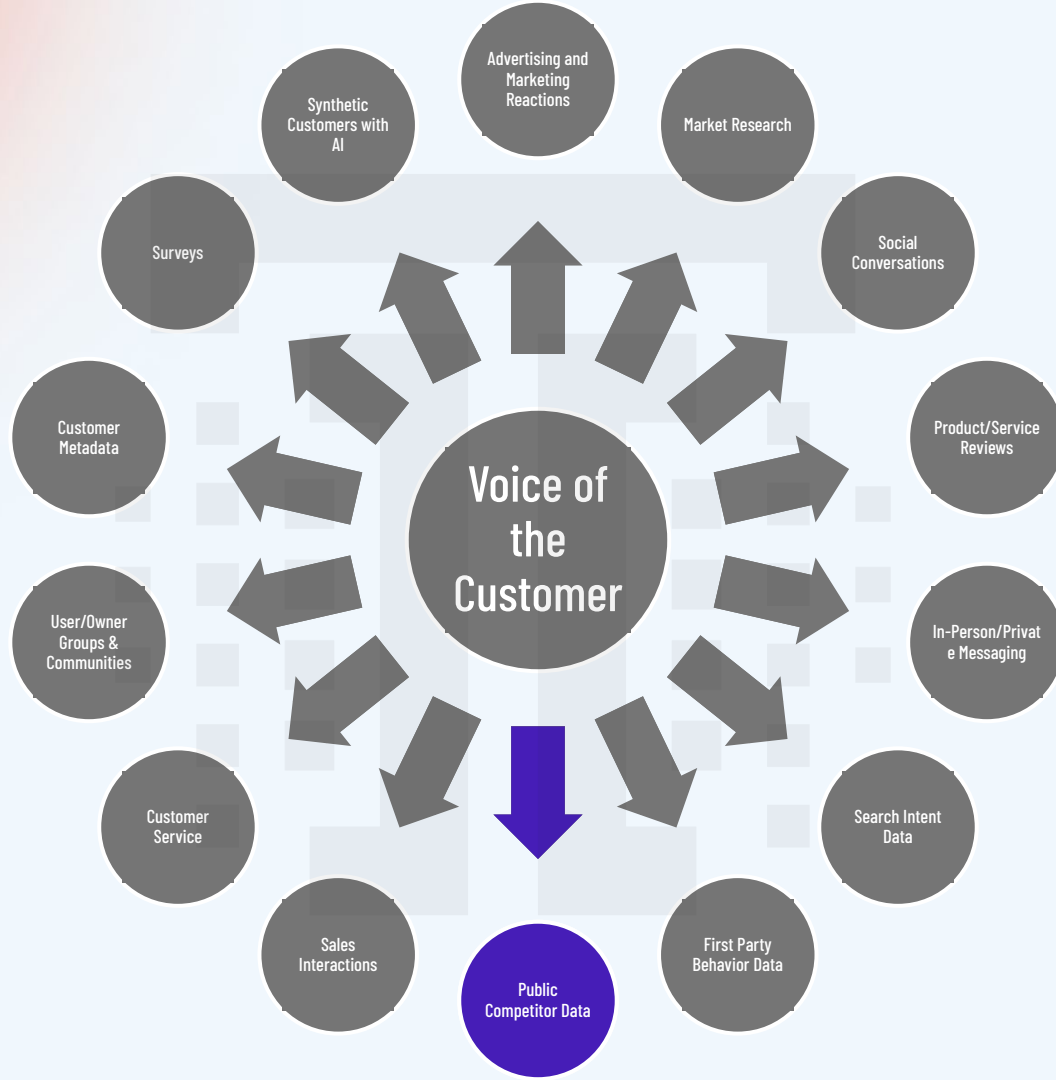 Advertising and
Marketing
Reactions
Market Research
Social
Conversations
Product/Service
Reviews
In-Person/Privat
e Messaging
Search Intent
Data
First Party
Behavior Data
Public
Competitor Data
Sales
Interactions
Customer
Service
User/Owner
Groups &
Communities
Customer
Metadata
Surveys
Synthetic
Customers with
AI
Voice of
the
Customer